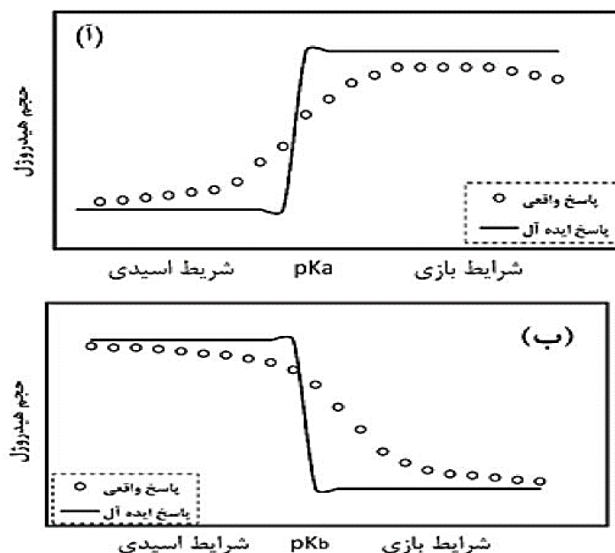 (آ)
حجم هیدروژل
پاسخ واقعی
پاسخ ایده آل
شریط اسیدی pKa شرایط بازی
(ب)
حجم هیدروژل
پاسخ واقعی
پاسخ ایده آل
شرایط اسیدی pKb شرایط بازی